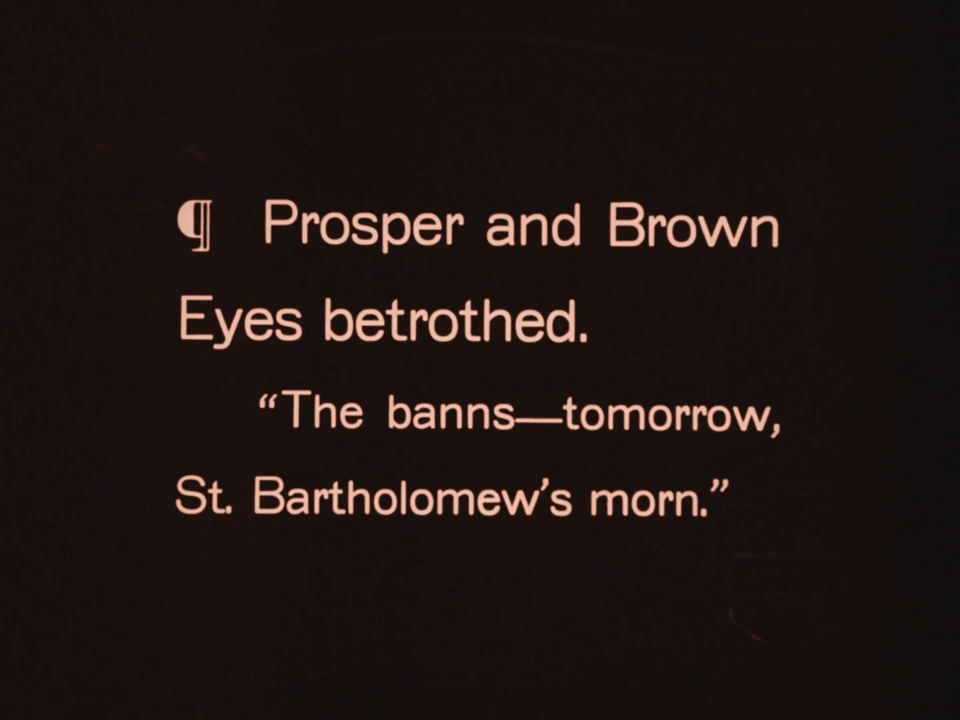 ¶ Prosper and Brown
Eyes betrothed.
“The banns—tomorrow,
St. Bartholomew’s morn.”